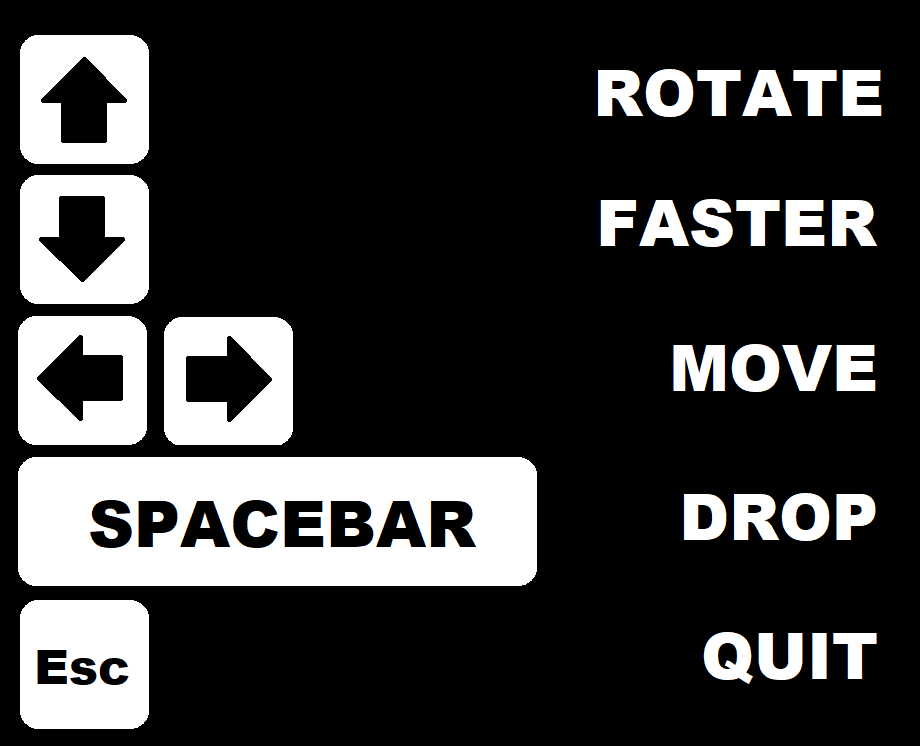 ROTATE
FASTER
MOVE
SPACEBAR DROP
Esc QUIT